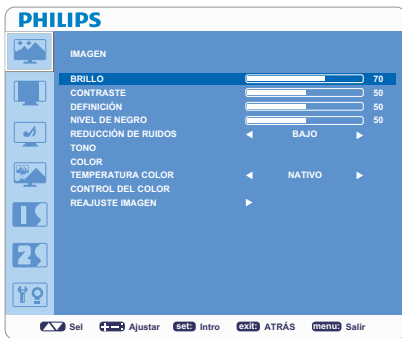 PHILIPS
IMAGEN
BRILLO 70
CONTRASTE 50
DEFINICIÓN 50
NIVEL DE NEGRO 50
REDUCCIÓN DE RUIDOS BAJO
TONO
COLOR
TEMPERATURA COLOR NATIVO
CONTROL DEL COLOR
REAJUSTE IMAGEN
Sel Ajustar set: Intro exit: ATRÁS menu: Salir